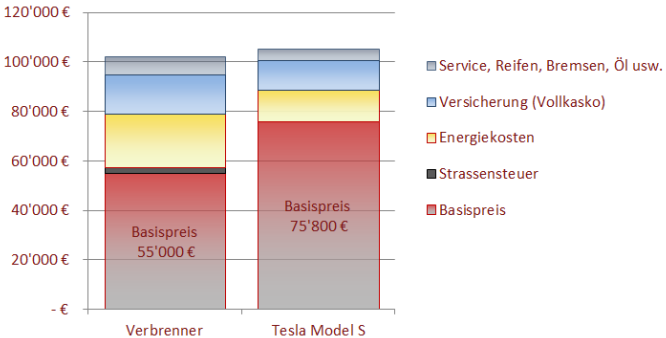 120'000 €
100'000 €
80'000 €
60'000 €
40'000 €
20'000 €
- €
Basispreis
55'000 €
Basispreis
75'800 €
Verbrenner
Tesla Model S
Service, Reifen, Bremsen, Öl usw.
Versicherung (Vollkasko)
Energiekosten
Strassensteuer
Basispreis